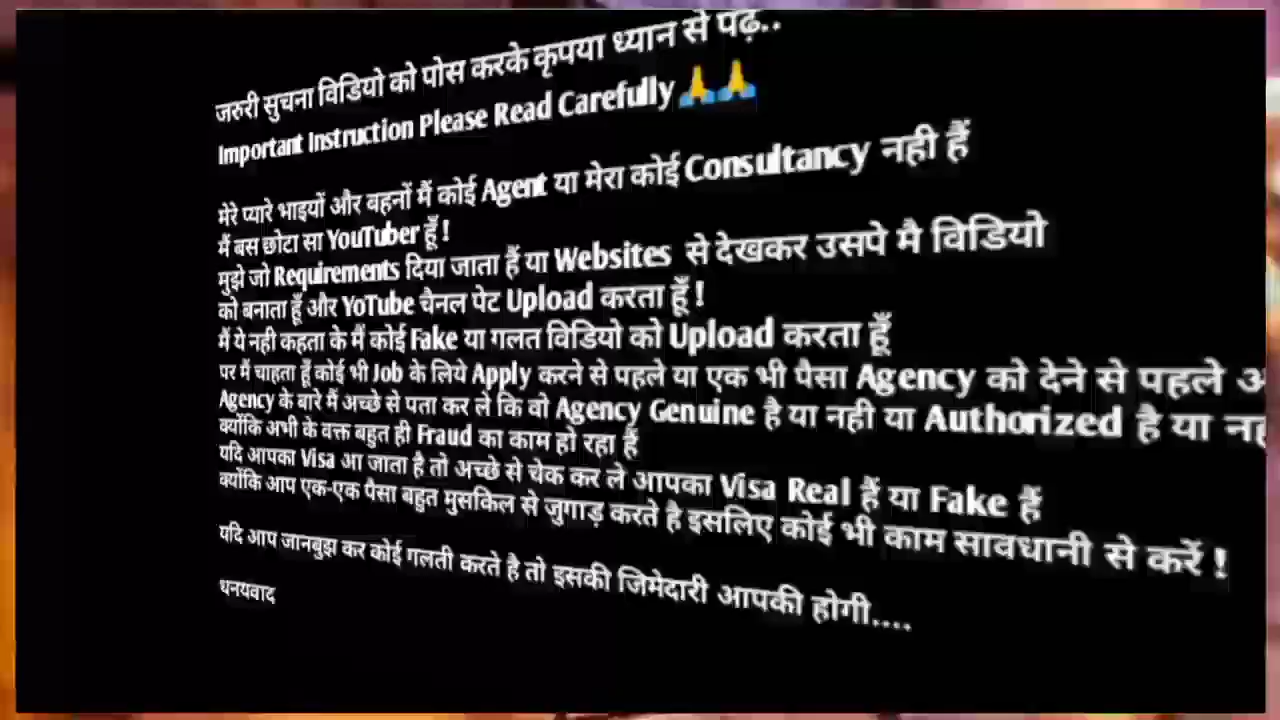 जरुरी सुचना विडियो को पोस करके कृपया ध्यान से पढ़ें..
Important Instruction Please Read Carefully 🙏🙏
मेरे प्यारे भाइयों और वहनों मैं कोई Agent या मेरा कोई Consultancy नही हैं
मैं बस छोटा सा YouTuber हूँ !
मुझे जो Requirements दिया जाता हैं या Websites से देखकर उसपे मै विडियो
को बनाता हूँ और YoTube चैनल पेट Upload करता हूँ !
मैं ये नही कहता के मैं कोई Fake या गलत विडियो को Upload करता हूँ
पर मैं चाहता हूँ कोई भी Job के लिये Apply करने से पहले या एक भी पैसा Agency को देने से पहले
Agency के बारे मैं अच्छे से पता कर ले कि वो Agency Genuine है या नही या Authorized है या
क्योंकि अभी के वक्त बहुत ही Fraud का काम हो रहा हैं
यदि आपका Visa आ जाता है तो अच्छे से चेक कर ले आपका Visa Real हैं या Fake हैं
क्योंकि आप एक-एक पैसा बहुत मुसकिल से जुगाड़ करते है इसलिए कोई भी काम सावधानी से करें !
यदि आप जानबुझ कर कोई गलती करते है तो इसकी जिमेदारी आपकी होगी....
धनयवाद